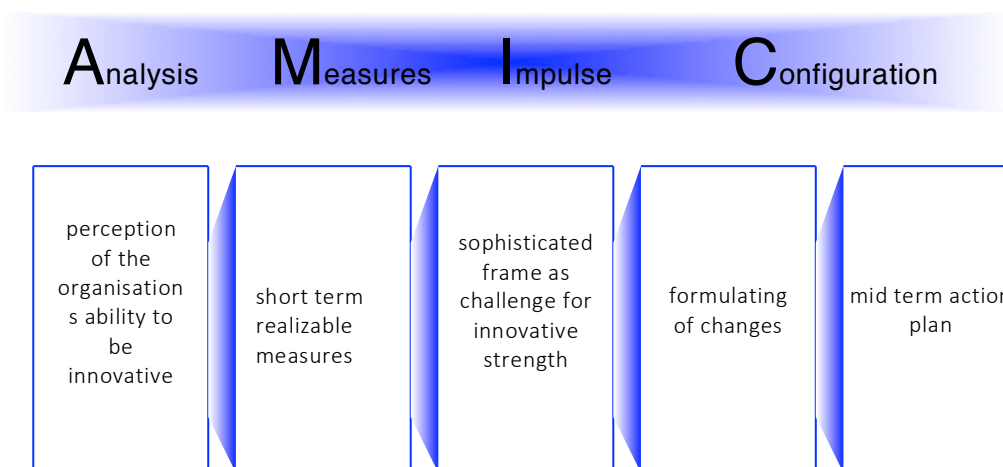 Analysis Measures Impulse Configuration
perception
of the
organisation
s ability to
be
innovative
short term
realizable
measures
sophisticated
frame as
challenge for
innovative
strength
formulating
of changes
mid term action
plan